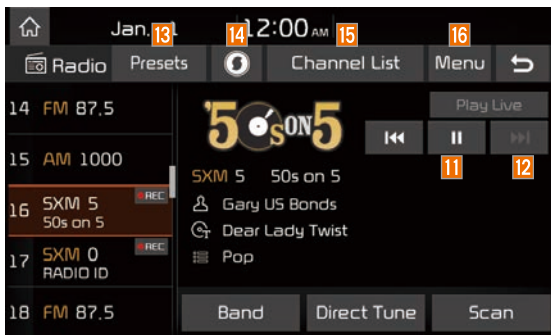 Jan. 1 12:00 AM
13 14 15 16
Radio Presets Channel List Menu
14 FM 87.5
15 AM 1000
16 SXM 5 REC
50s on 5
17 SXM 0 REC
RADIO ID
18 FM 87.5
'50s ON 5
Play Live
11 12
SXM 5 50s on 5
Gary US Bonds
Dear Lady Twist
Pop
Band Direct Tune Scan